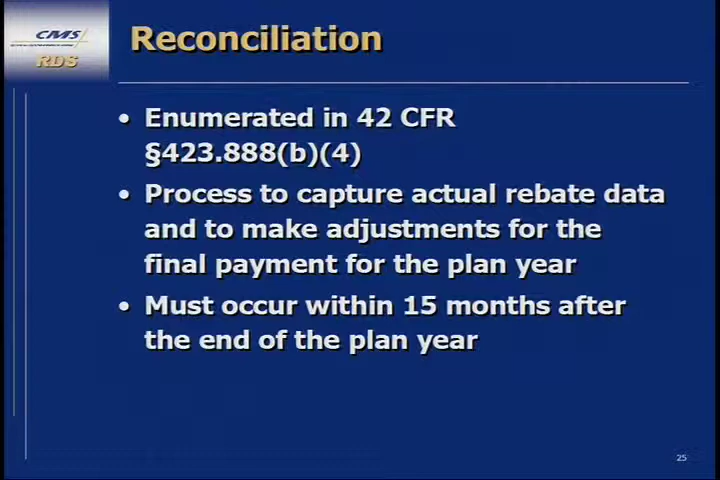 CMS
RDS
Reconciliation
• Enumerated in 42 CFR
§423.888(b)(4)
• Process to capture actual rebate data
and to make adjustments for the
final payment for the plan year
• Must occur within 15 months after
the end of the plan year
25